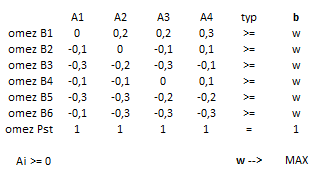 A1 A2 A3 A4 typ b
omez B1 0 0,2 0,2 0,3 >= w
omez B2 -0,1 0 -0,1 0,1 >= w
omez B3 -0,3 -0,2 -0,3 -0,1 >= w
omez B4 -0,1 -0,1 0 0,1 >= w
omez B5 -0,3 -0,3 -0,2 -0,2 >= w
omez B6 -0,1 -0,3 -0,3 -0,3 >= w
omez Pst 1 1 1 1 = 1
Ai >= 0 w --> MAX